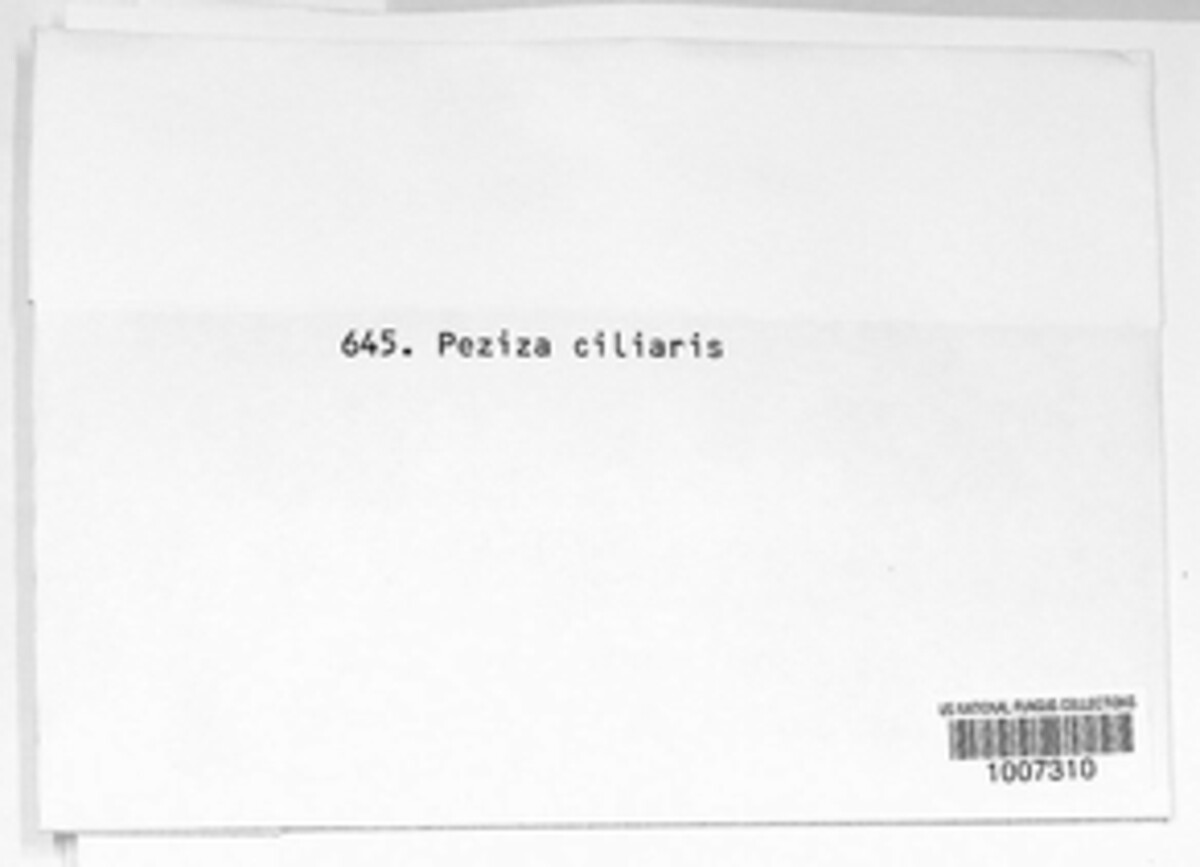 645. Peziza ciliaris
US NATIONAL FUNGUS COLLECTIONS
1007310